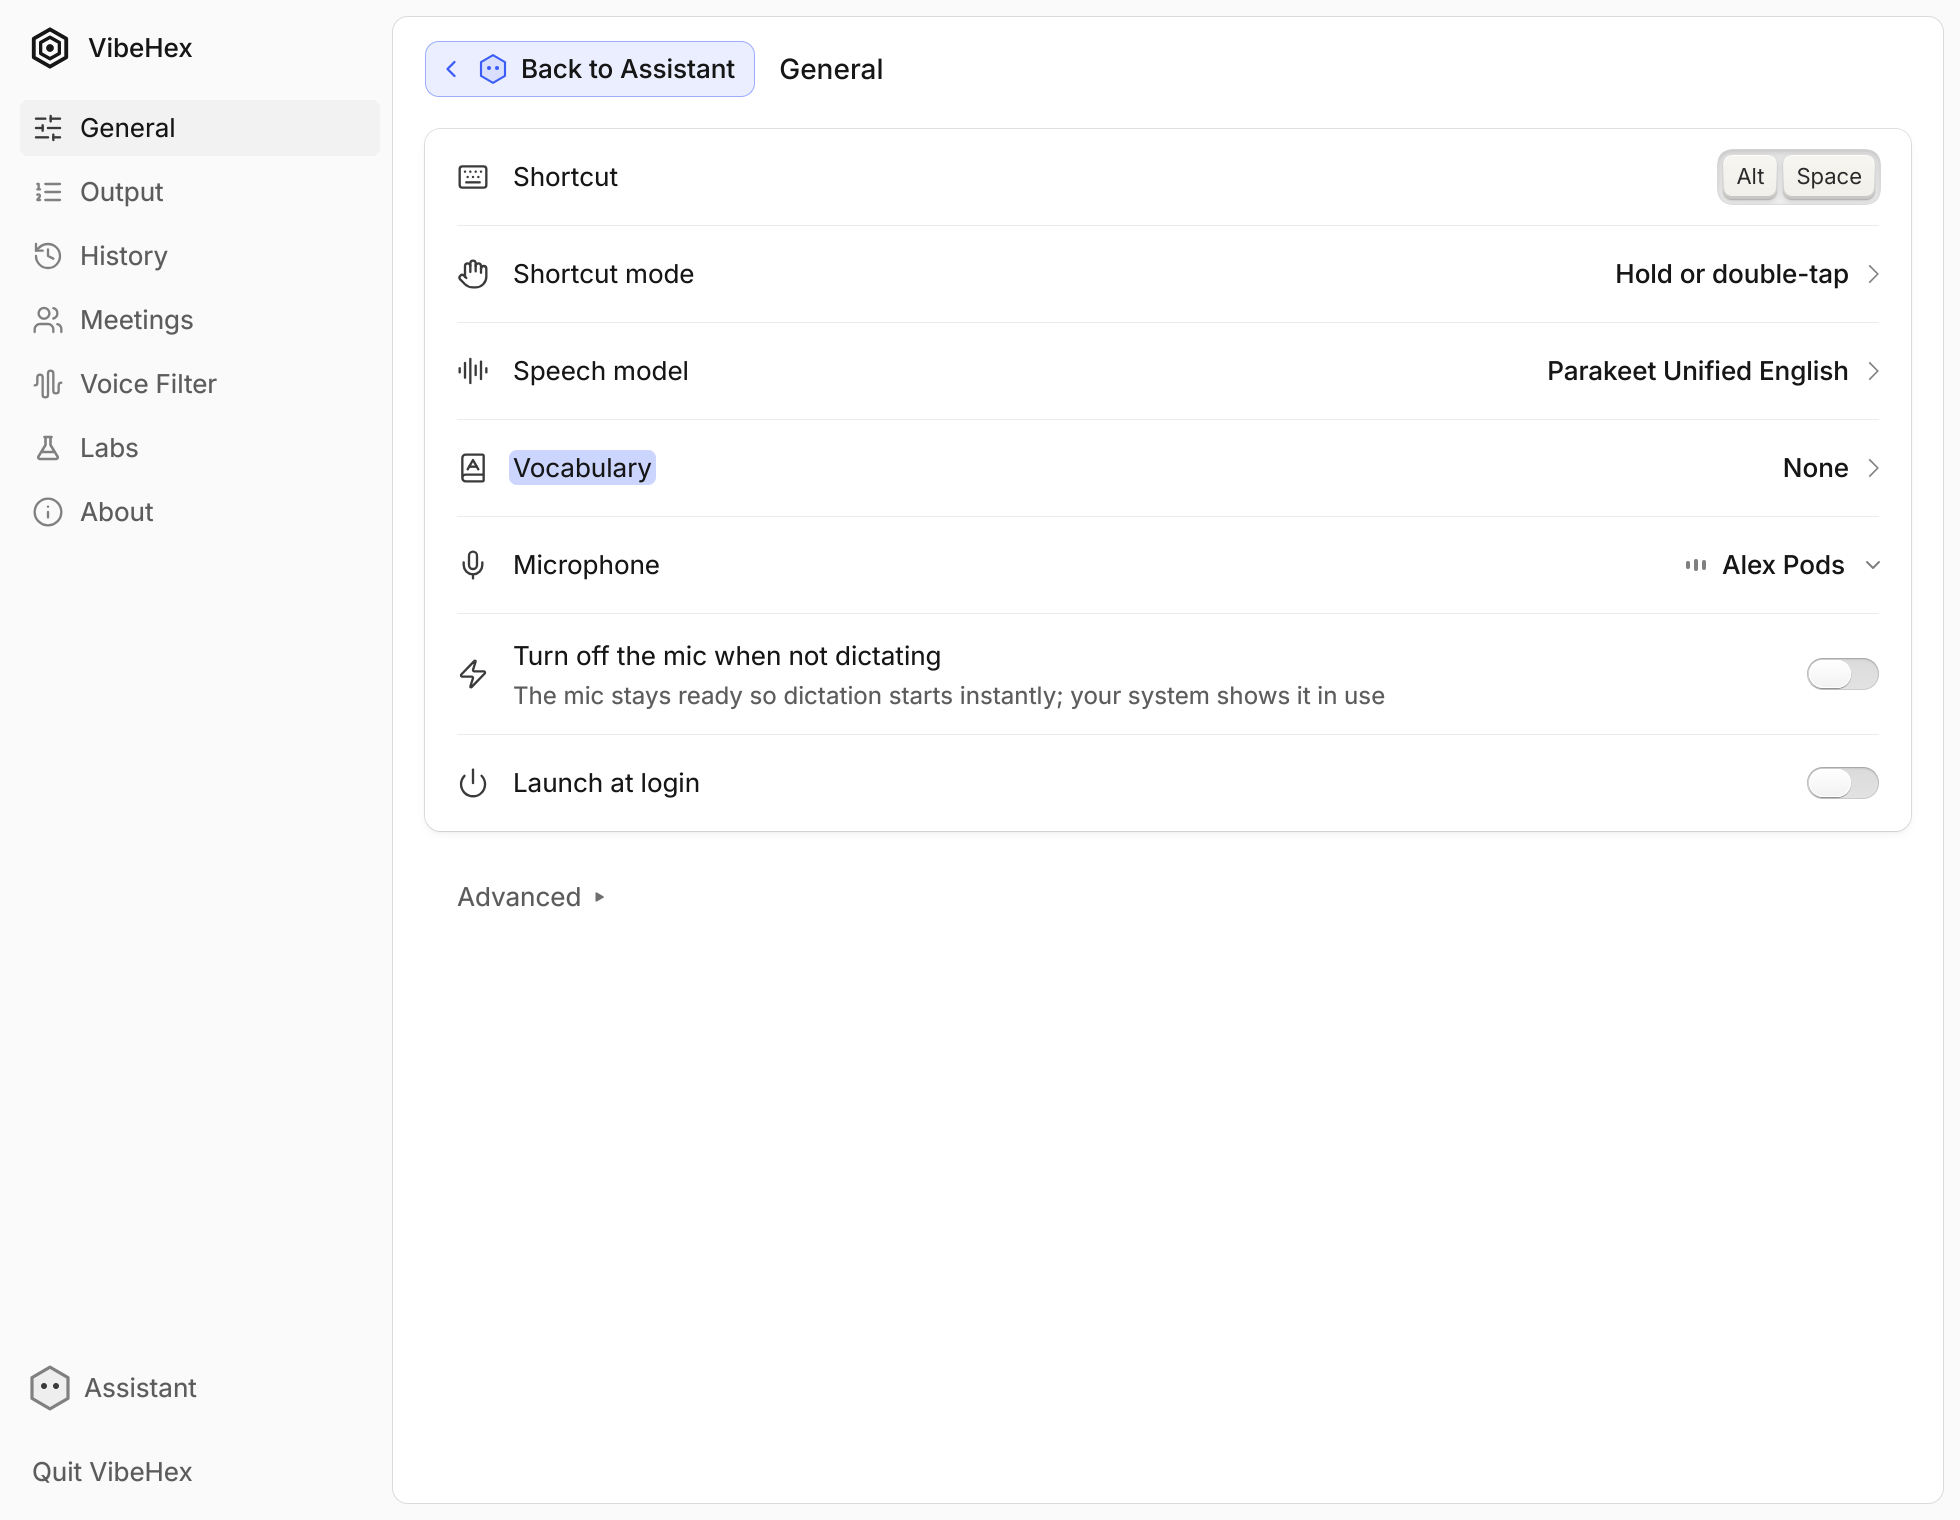 VibeHex
General
Output
History
Meetings
Voice Filter
Labs
About
Assistant
Quit VibeHex
Back to Assistant
General
Shortcut
Alt Space
Shortcut mode
Hold or double-tap
Speech model
Parakeet Unified English
Vocabulary
None
Microphone
Alex Pods
Turn off the mic when not dictating
The mic stays ready so dictation starts instantly; your system shows it in use
Launch at login
Advanced